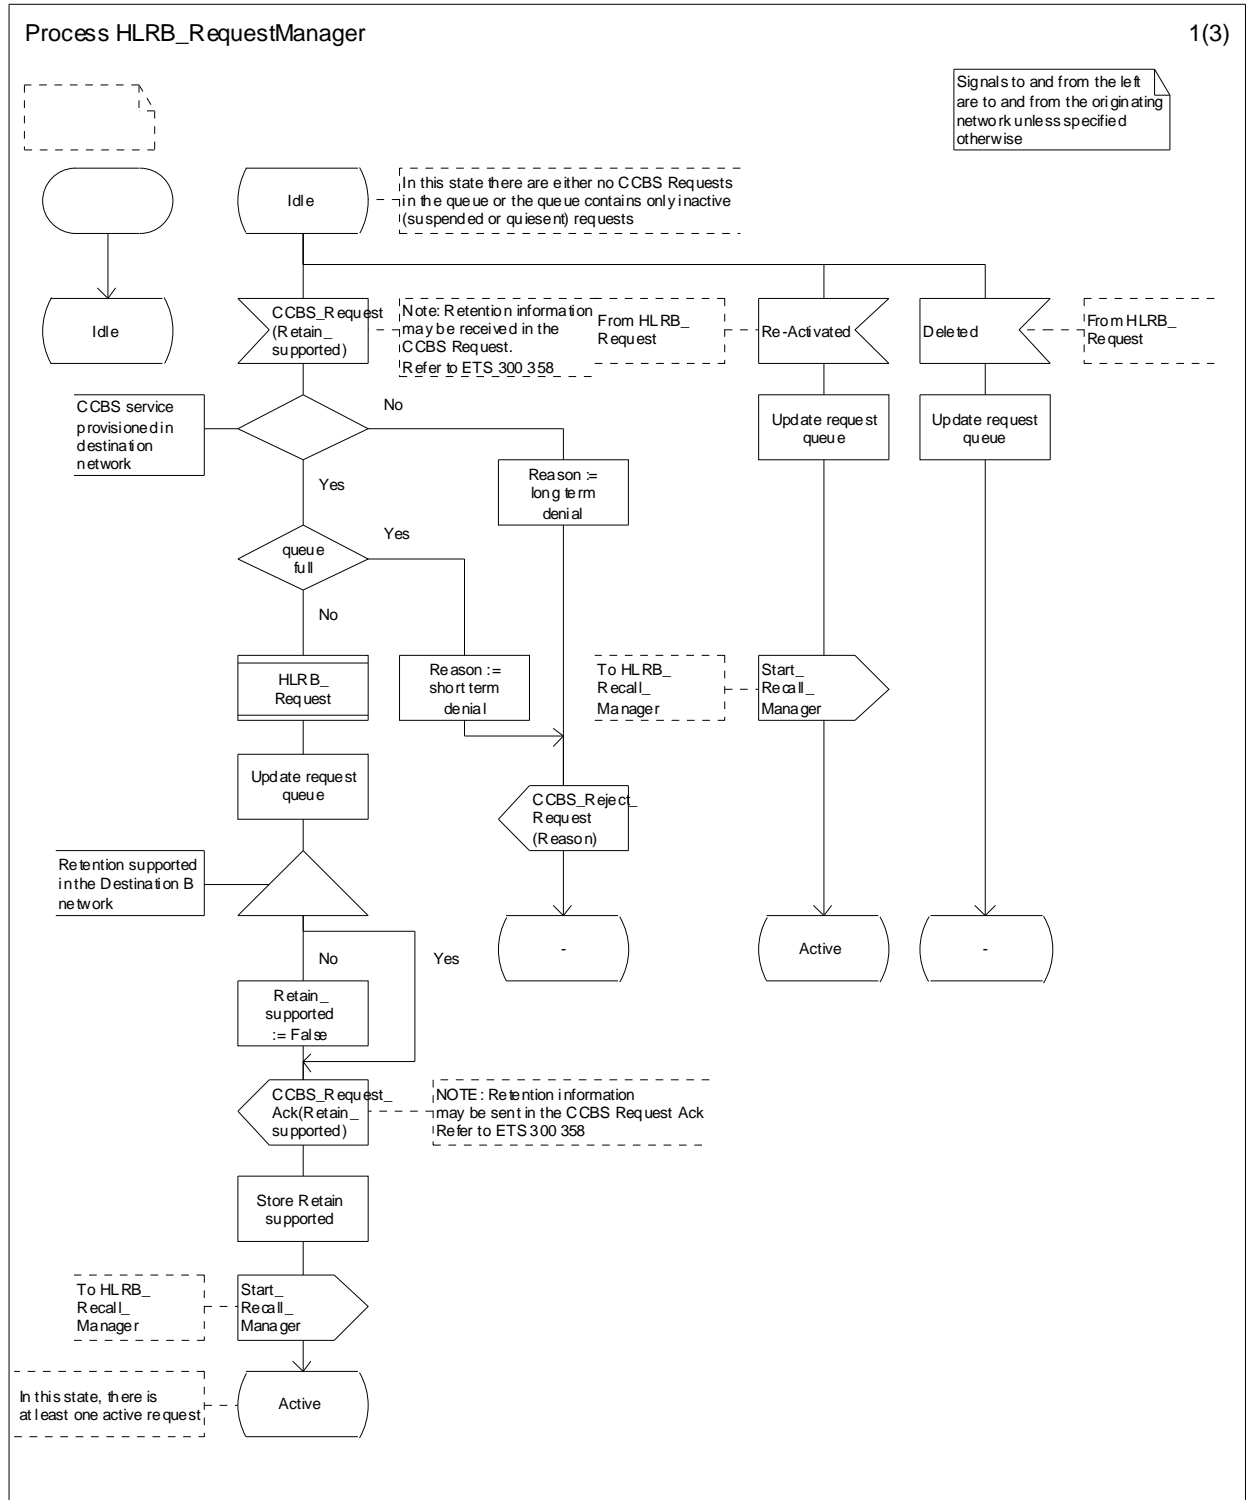 Process HLRB_RequestManager
1(3)
Signals to and from the left
are to and from the originating
network unless specified
otherwise
Idle
In this state there are either no CCBS Requests
in the queue or the queue contains only inactive
(suspended or quiesent) requests
Idle
CCBS_Request
(Retain_
supported)
Note: Retention information
may be received in the
CCBS Request.
Refer to ETS 300 358
From HLRB_
Request
Re-Activated
Deleted
From HLRB_
Request
CCBS service
provisioned in
destination
network
No
Yes
Reason :=
long term
denial
Update request
queue
Update request
queue
queue
full
Yes
No
HLRB_
Request
Reason :=
short term
denial
To HLRB_
Recall_
Manager
Start_
Recall_
Manager
Update request
queue
CCBS_Reject_
Request
(Reason)
Retention supported
in the Destination B
network
No
Yes
-
Active
-
Retain_
supported
:= False
CCBS_Request_
Ack(Retain_
supported)
NOTE: Retention information
may be sent in the CCBS Request Ack
Refer to ETS 300 358
Store Retain
supported
To HLRB_
Recall_
Manager
Start_
Recall_
Manager
In this state, there is
at least one active request
Active